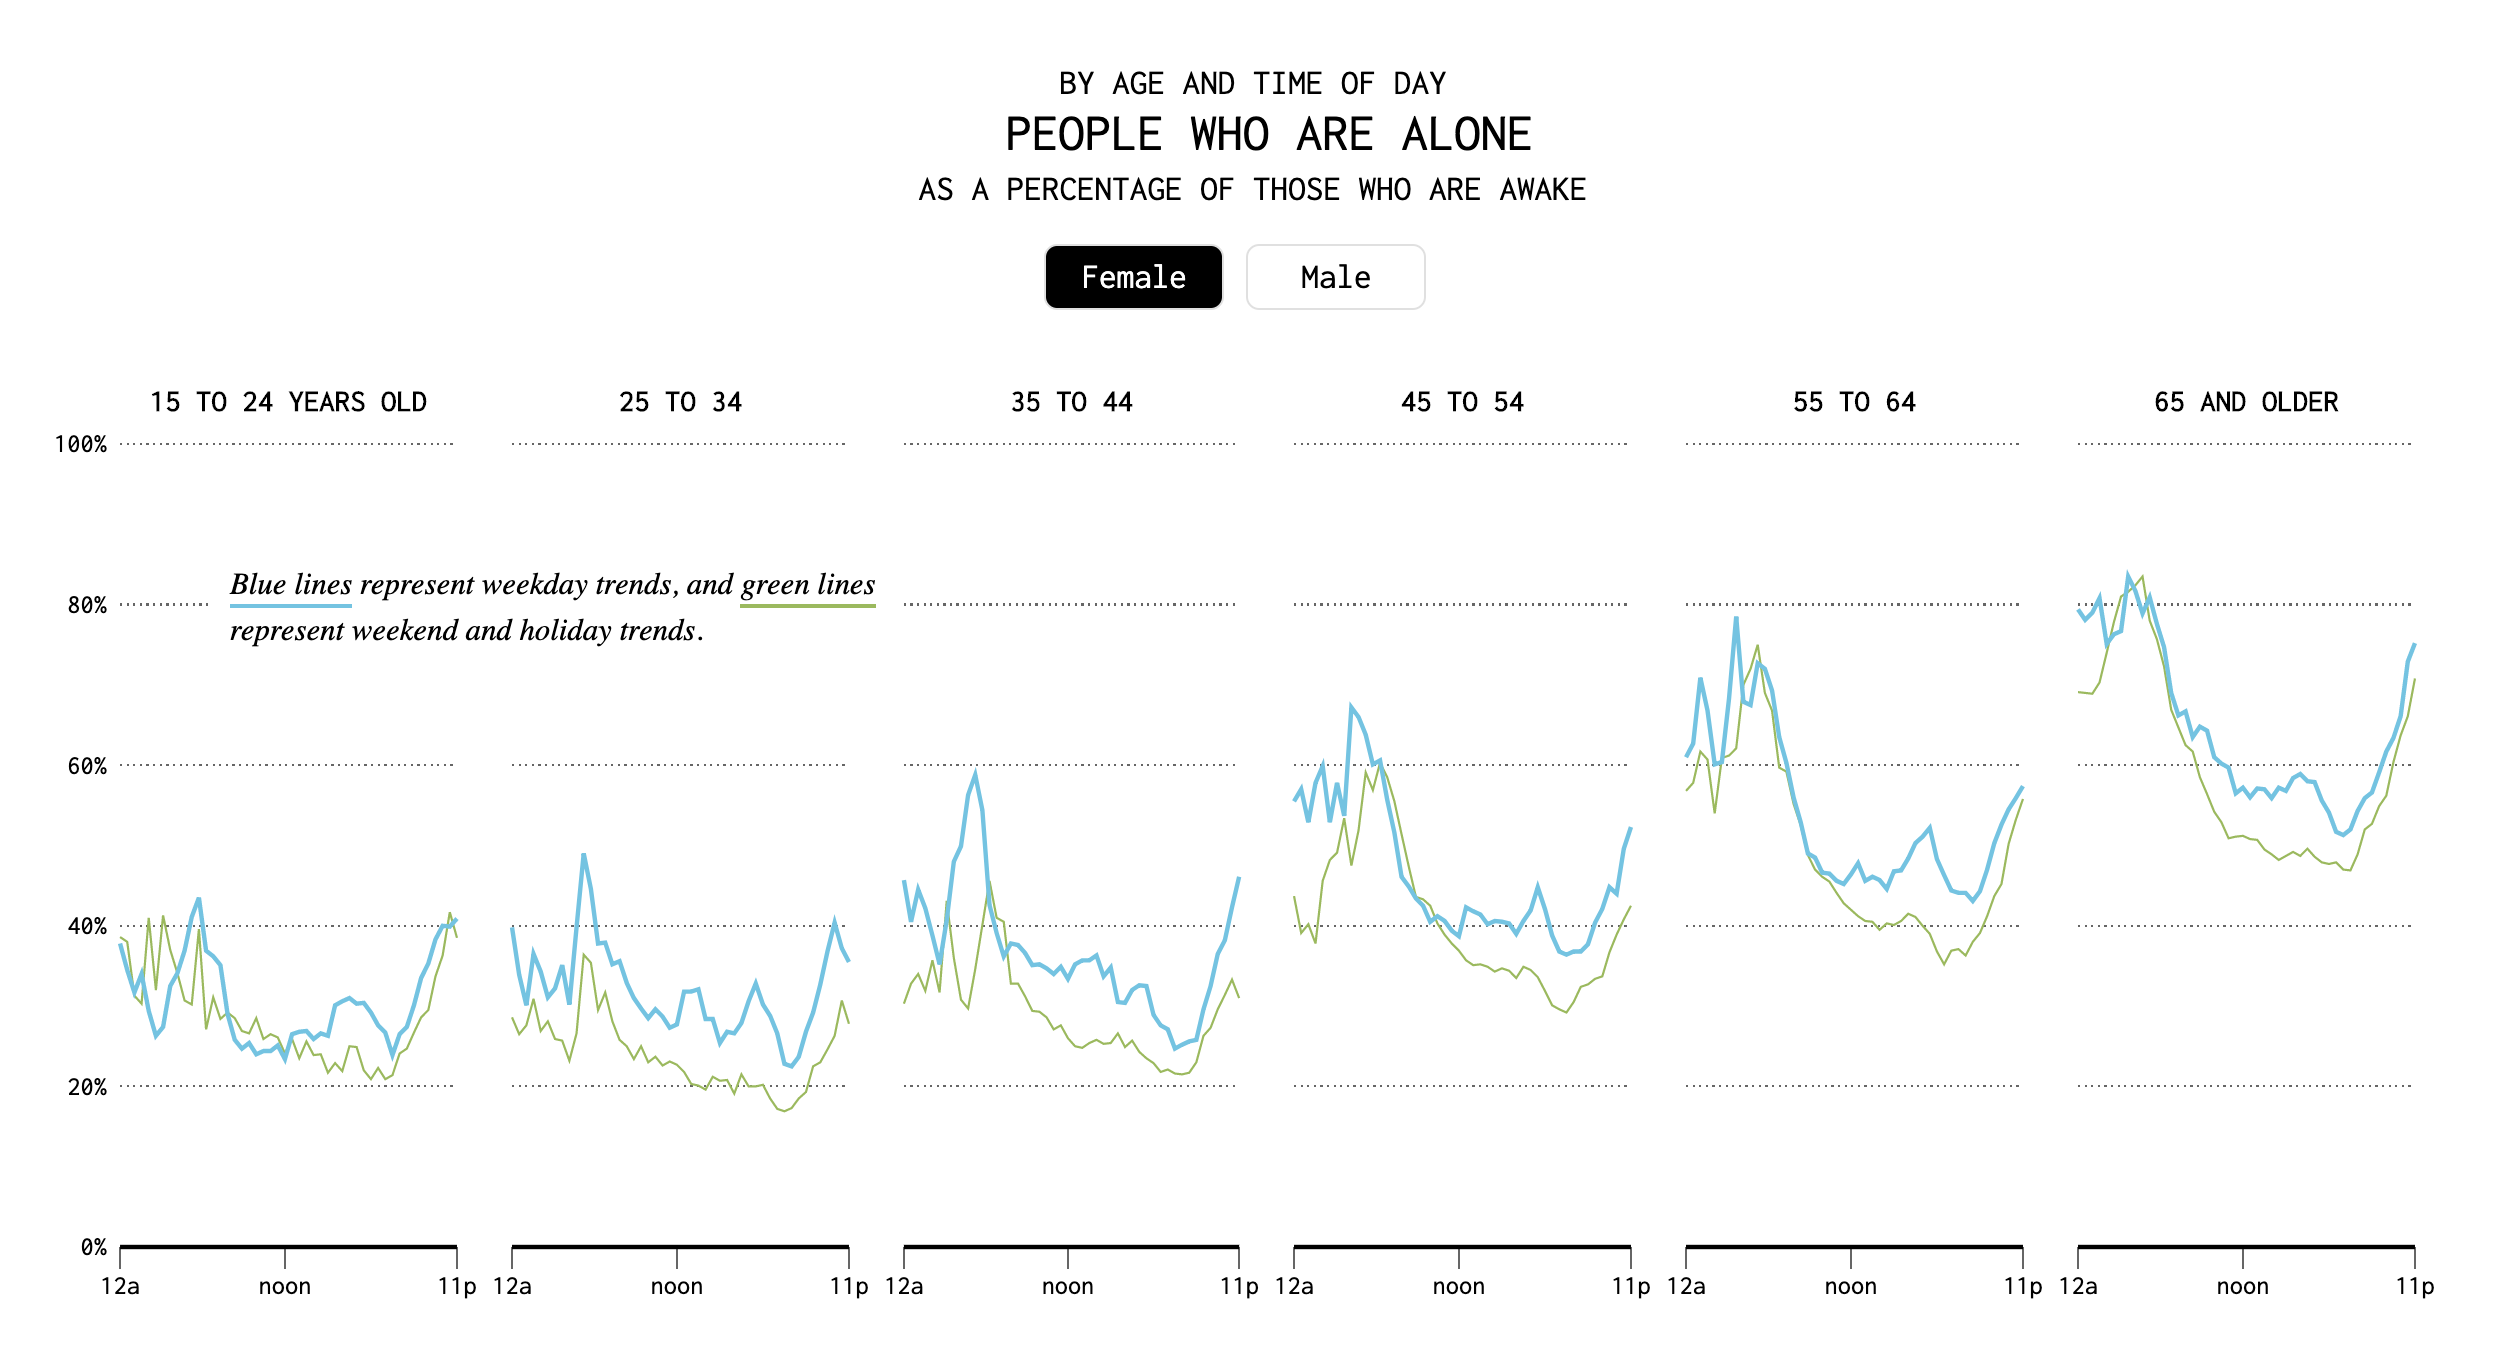 BY AGE AND TIME OF DAY
PEOPLE WHO ARE ALONE
AS A PERCENTAGE OF THOSE WHO ARE AWAKE
Female Male
15 TO 24 YEARS OLD 25 TO 34 35 TO 44 45 TO 54 55 TO 64 65 AND OLDER
100%
Blue lines represent weekday trends, and green lines
80%
represent weekend and holiday trends.
60%
40%
20%
0%
12a noon 11p 12a noon 11p 12a noon 11p 12a noon 11p 12a noon 11p 12a noon 11p